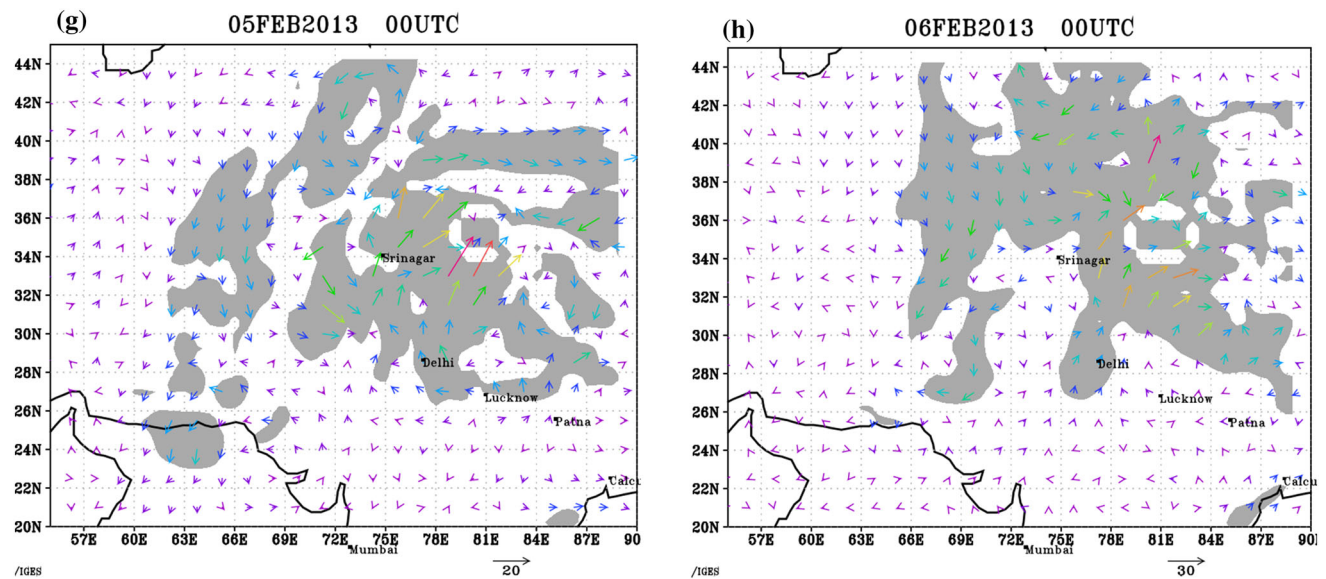 (g) 05FEB2013 00UTC
44N
42N
40N
38N
36N
34N
32N
30N
28N
26N
24N
22N
20N
Srinagar
Delhi
Lucknow
Patna
Calcu
57E 60E 63E 66E 69E 72E 75E 78E 81E 84E 87E 90
Mumbai
/IGES
20
(h) 06FEB2013 00UTC
44N
42N
40N
38N
36N
34N
32N
30N
28N
26N
24N
22N
20N
Srinagar
Delhi
Lucknow
Patna
Calcu
57E 60E 63E 66E 69E 72E 75E 78E 81E 84E 87E 90E
Mumbai
/IGES
30